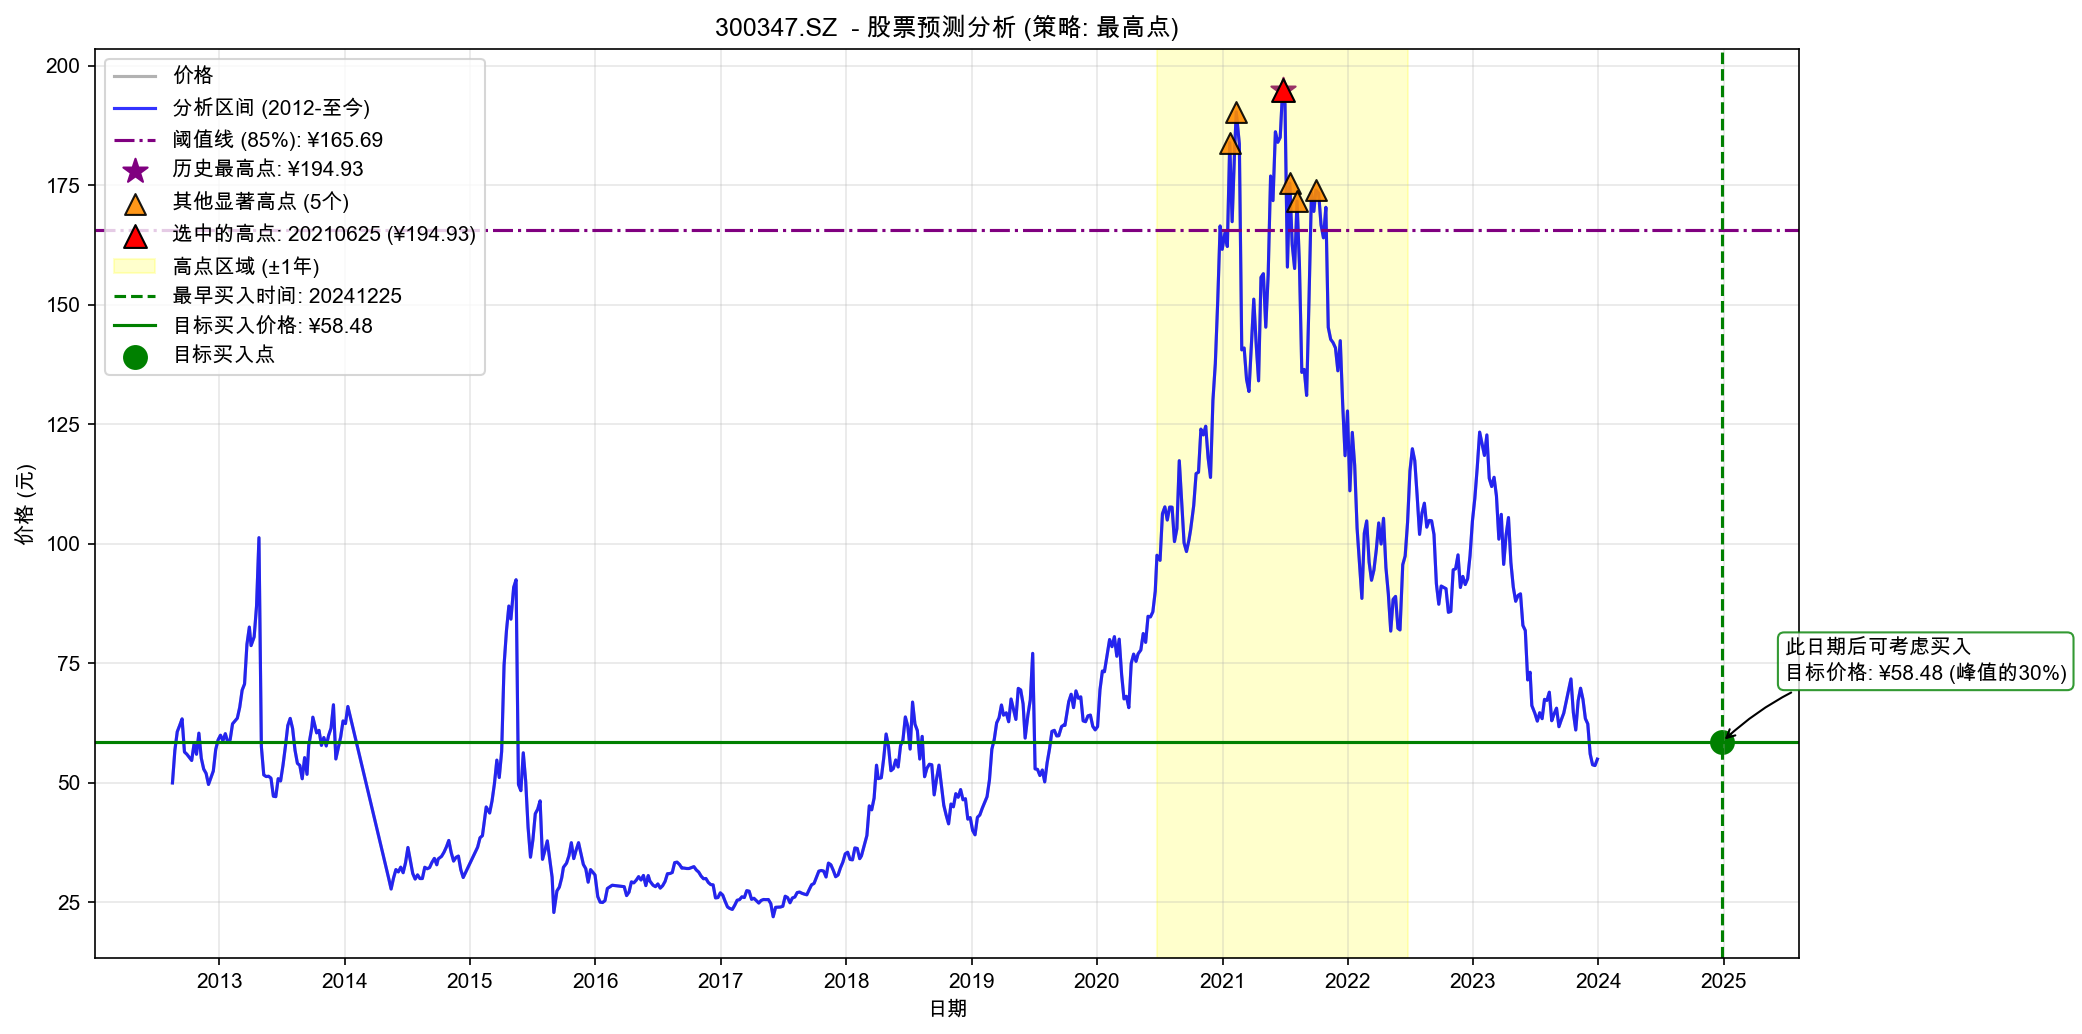 300347.SZ  - 股票预测分析 (策略: 最高点)
价格
分析区间 (2012-至今)
阈值线 (85%): ¥165.69
历史最高点: ¥194.93
其他显著高点 (5个)
选中的高点: 20210625 (¥194.93)
高点区域 (±1年)
最早买入时间: 20241225
目标买入价格: ¥58.48
目标买入点
200
175
150
125
100
75
50
25
价格 (元)
此日期后可考虑买入
目标价格: ¥58.48 (峰值的30%)
2013 2014 2015 2016 2017 2018 2019 2020 2021 2022 2023 2024 2025
日期